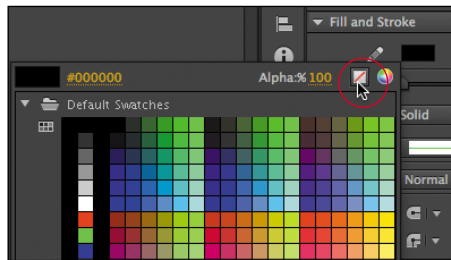 Fill and Stroke
#000000 Alpha:% 100
Default Swatches
Solid
Normal